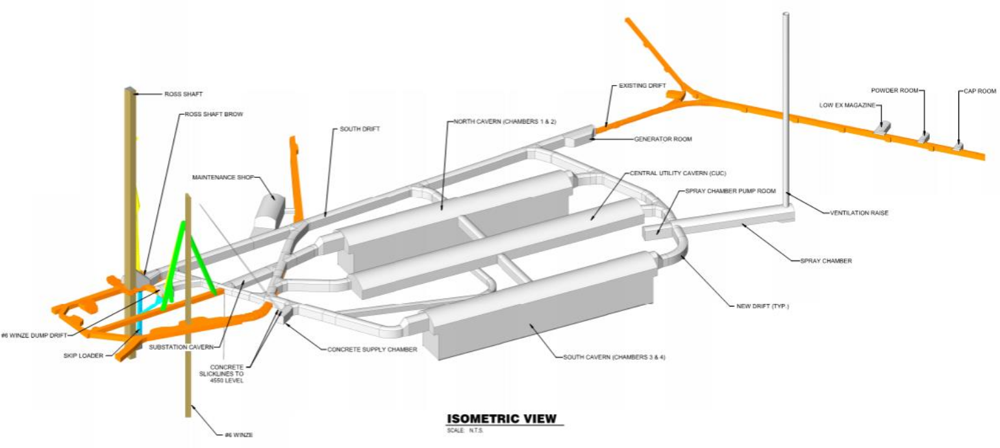 EXISTING DRIFT
POWDER ROOM
CAP ROOM
ROSS SHAFT
LOW EX MAGAZINE
ROSS SHAFT BROW
NORTH CAVERN (CHAMBERS 1 & 2)
SOUTH DRIFT
GENERATOR ROOM
MAINTENANCE SHOP
CENTRAL UTILITY CAVERN (CUC)
SPRAY CHAMBER PUMP ROOM
VENTILATION RAISE
SPRAY CHAMBER
NEW DRIFT (TYP.)
#6 WINZE DUMP DRIFT
SUBSTATION CAVERN
SKIP LOADER
CONCRETE SUPPLY CHAMBER
SOUTH CAVERN (CHAMBERS 3 & 4)
CONCRETE
SLICKLINES TO
4550 LEVEL
ISOMETRIC VIEW
SCALE: N.T.S.
#6 WINZE